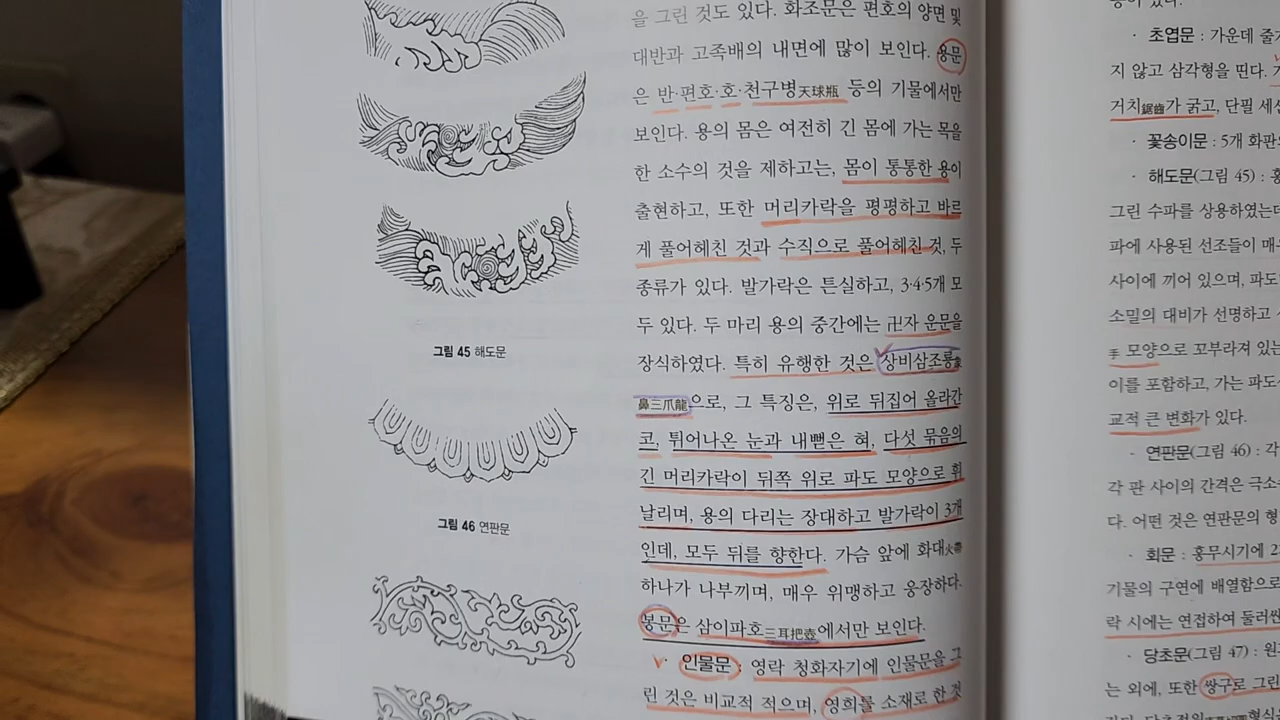 을 그린 것도 있다. 화조문은 편호의 양면 및
대반과 고족배의 내면에 많이 보인다. 용문
은 반·편호·호·천구병天球瓶 등의 기물에서만
보인다. 용의 몸은 여전히 긴 몸에 가는 목을
한 소수의 것을 제하고는, 몸이 통통한 용이
출현하고, 또한 머리카락을 평평하고 바르
게 풀어헤친 것과 수직으로 풀어헤친 것, 두
종류가 있다. 발가락은 튼실하고, 3·4·5개 모
두 있다. 두 마리 용의 중간에는 卍자 운문을
장식하였다. 특히 유행한 것은 상비삼조룡象
鼻三爪龍으로, 그 특징은, 위로 뒤집어 올라간
코, 튀어나온 눈과 내뻗은 혀, 다섯 묶음의
긴 머리카락이 뒤쪽 위로 파도 모양으로 휘
날리며, 용의 다리는 장대하고 발가락이 3개
인데, 모두 뒤를 향한다. 가슴 앞에 화대火帶
하나가 나부끼며, 매우 위맹하고 웅장하다.
봉문은 삼이파호三耳把壺에서만 보인다.
· 인물문 : 영락 청화자기에 인물문을 그
린 것은 비교적 적으며, 영희를 소재로 한 것
그림 45 해도문
그림 46 연판문
· 초엽문 : 가운데 줄기
지 않고 삼각형을 띤다.
거치鋸齒가 굵고, 단필 세선
· 꽃송이문 : 5개 화판
· 해도문(그림 45) : 홍
그린 수파를 상용하였는데
파에 사용된 선조들이 매우
사이에 끼어 있으며, 파도
소밀의 대비가 선명하고
모양으로 꼬부라져 있는
이를 포함하고, 가는 파도
교적 큰 변화가 있다.
· 연판문(그림 46) : 각
각 판 사이의 간격은 극소
다. 어떤 것은 연판문의 형
· 회문 : 홍무시기에 2
기물의 구연에 배열함으로
락 시에는 연접하여 둘러싼
· 당초문(그림 47) : 원
는 외에, 또한 쌍구로 그린